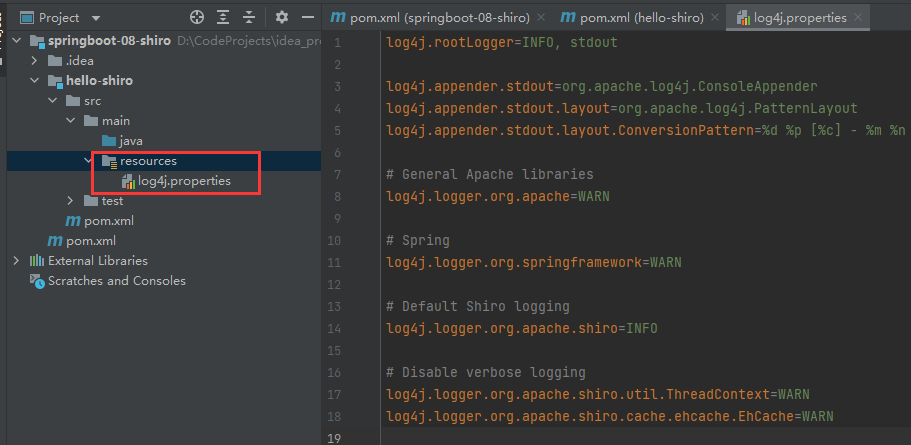 Project
springboot-08-shiro D:\CodeProjects\idea_pro
.idea
hello-shiro
src
main
java
resources
log4j.properties
test
pom.xml
pom.xml
External Libraries
Scratches and Consoles
pom.xml (springboot-08-shiro)
pom.xml (hello-shiro)
log4j.properties
1 log4j.rootLogger=INFO, stdout
2
3 log4j.appender.stdout=org.apache.log4j.ConsoleAppender
4 log4j.appender.stdout.layout=org.apache.log4j.PatternLayout
5 log4j.appender.stdout.layout.ConversionPattern=%d %p [%c] - %m %n
6
7 # General Apache libraries
8 log4j.logger.org.apache=WARN
9
10 # Spring
11 log4j.logger.org.springframework=WARN
12
13 # Default Shiro logging
14 log4j.logger.org.apache.shiro=INFO
15
16 # Disable verbose logging
17 log4j.logger.org.apache.shiro.util.ThreadContext=WARN
18 log4j.logger.org.apache.shiro.cache.ehcache.EhCache=WARN
19